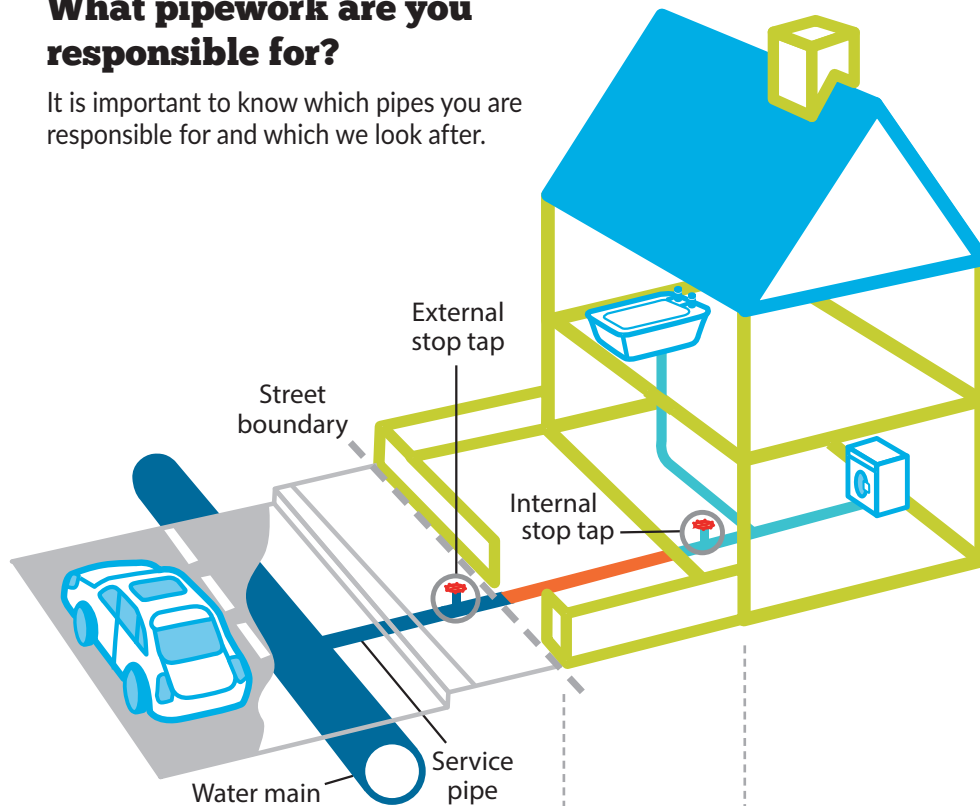 What pipework are you
responsible for?
It is important to know which pipes you are
responsible for and which we look after.
External
stop tap
Street
boundary
Internal
stop tap
Service
pipe
Water main